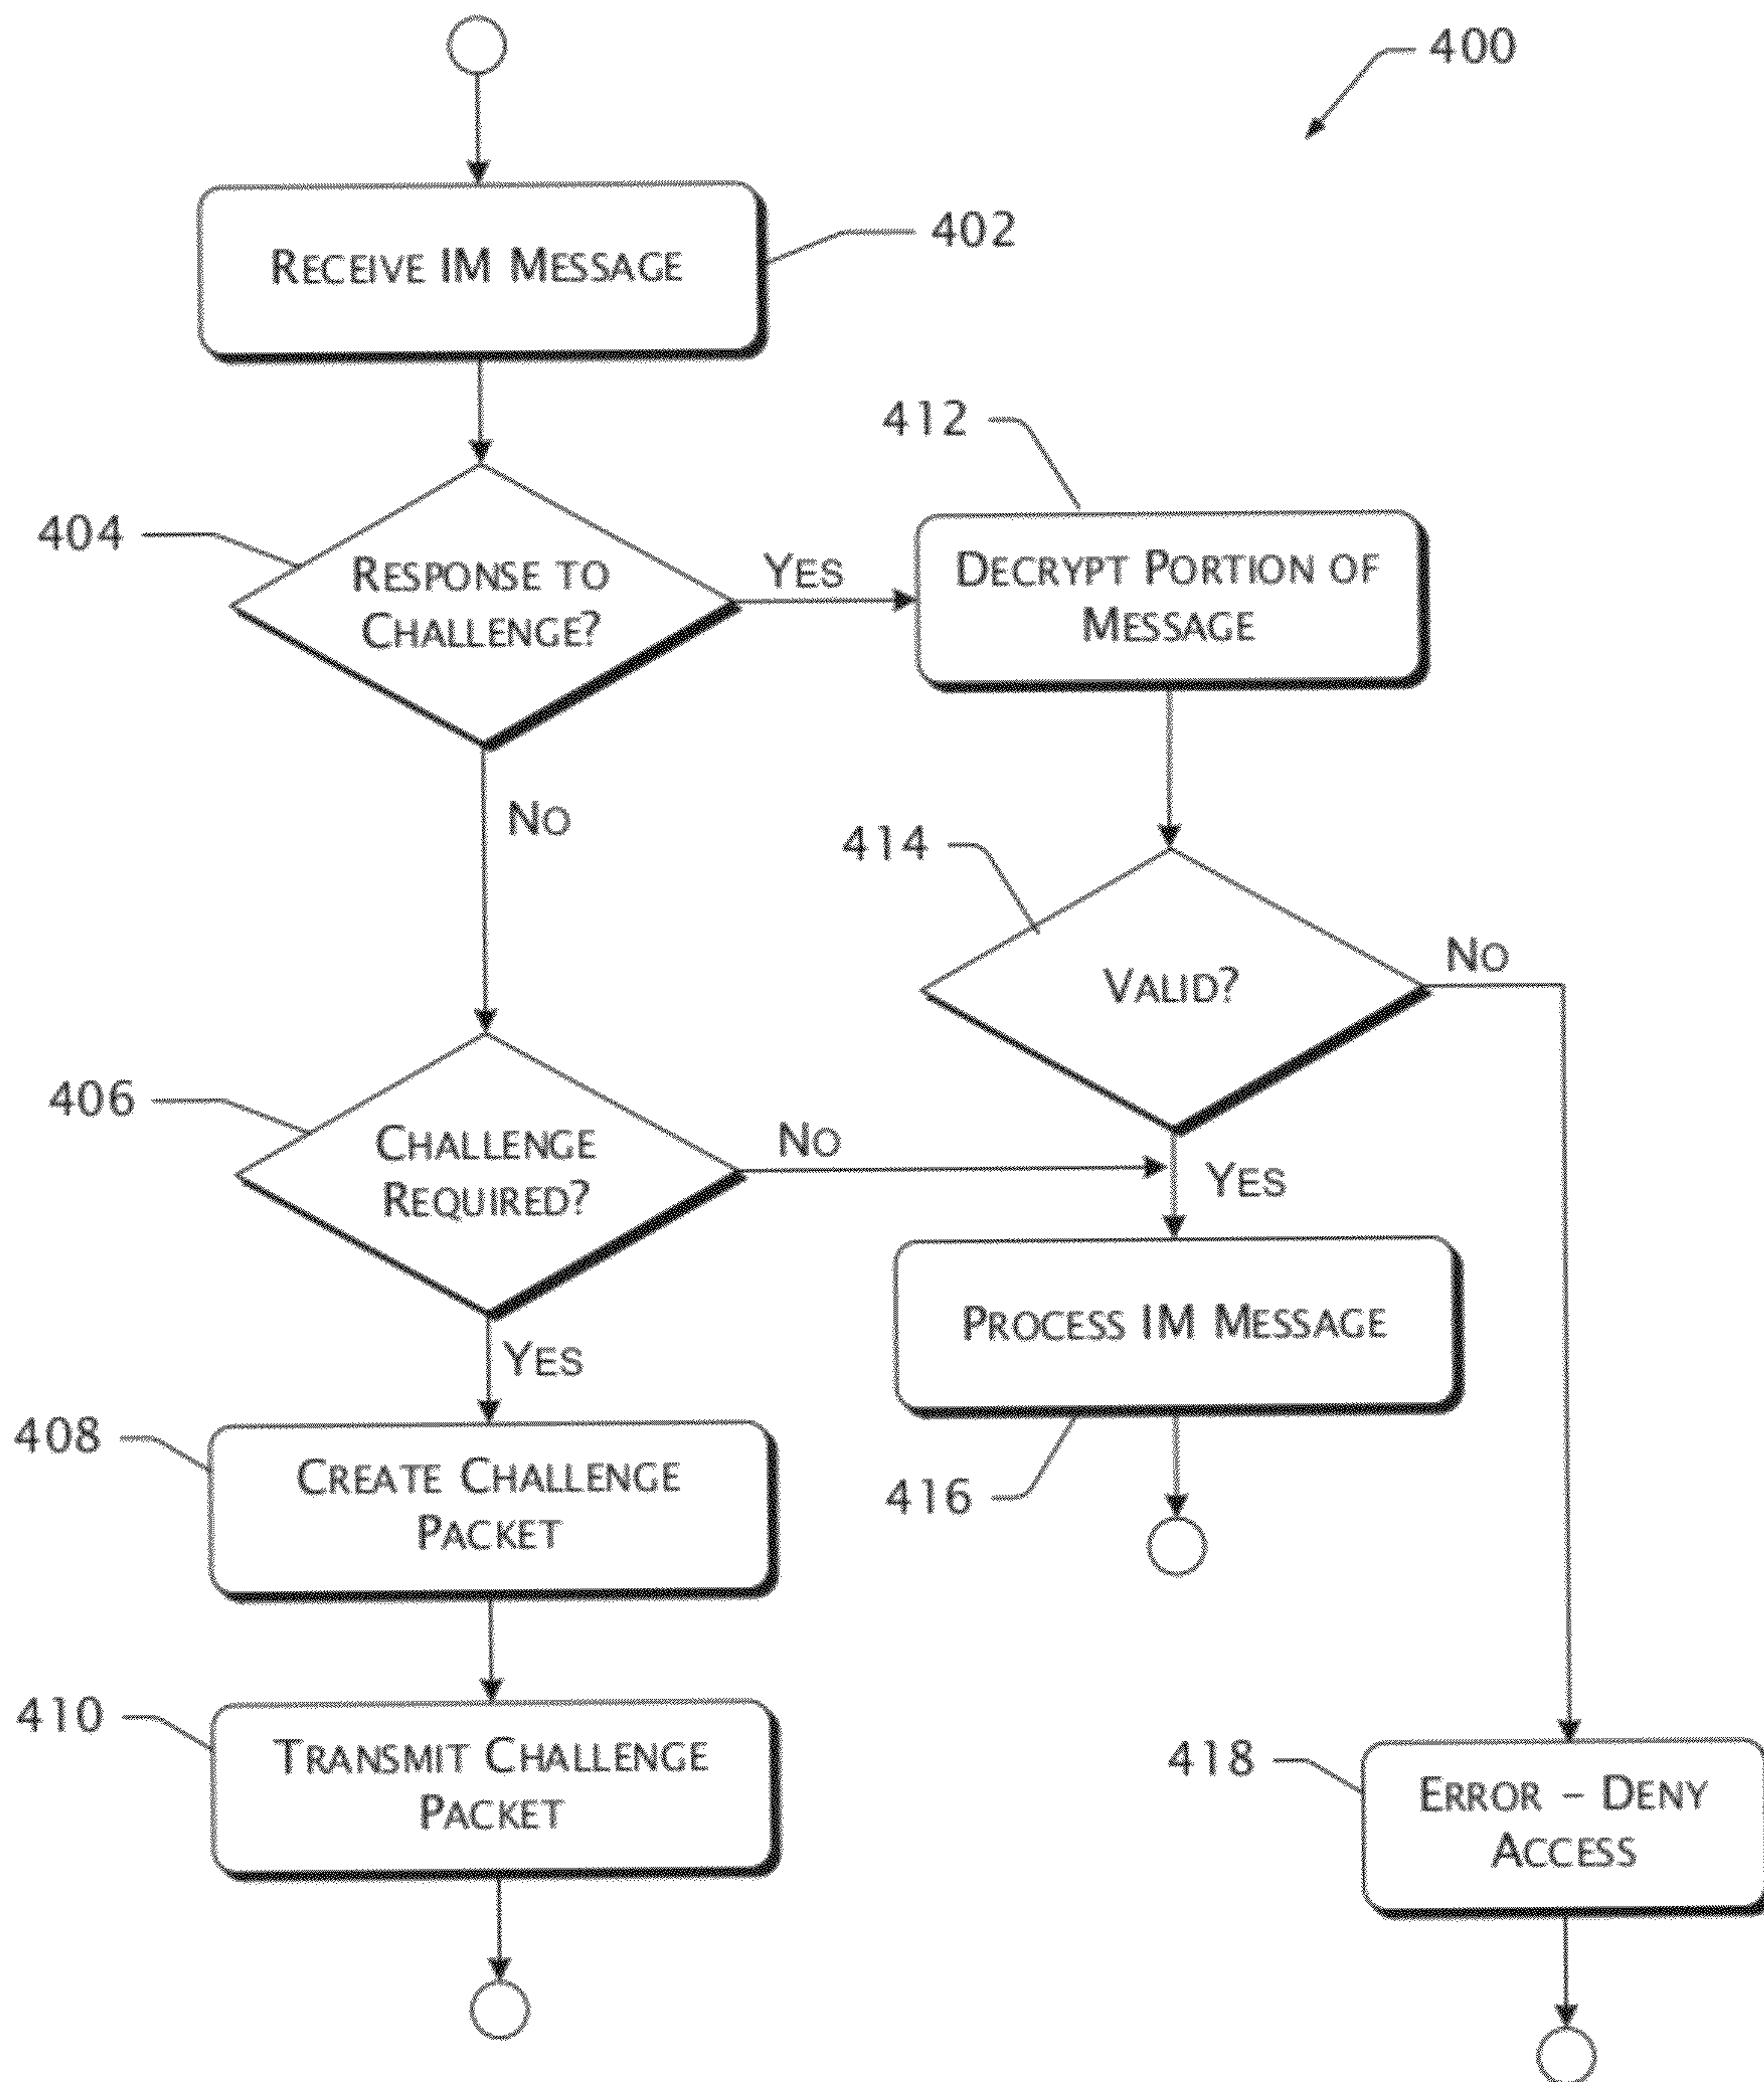 400
RECEIVE IM MESSAGE
402
404
RESPONSE TO
CHALLENGE?
YES
NO
412
DECRYPT PORTION OF
MESSAGE
414
VALID?
NO
YES
406
CHALLENGE
REQUIRED?
NO
YES
PROCESS IM MESSAGE
416
408
CREATE CHALLENGE
PACKET
410
TRANSMIT CHALLENGE
PACKET
418
ERROR – DENY
ACCESS